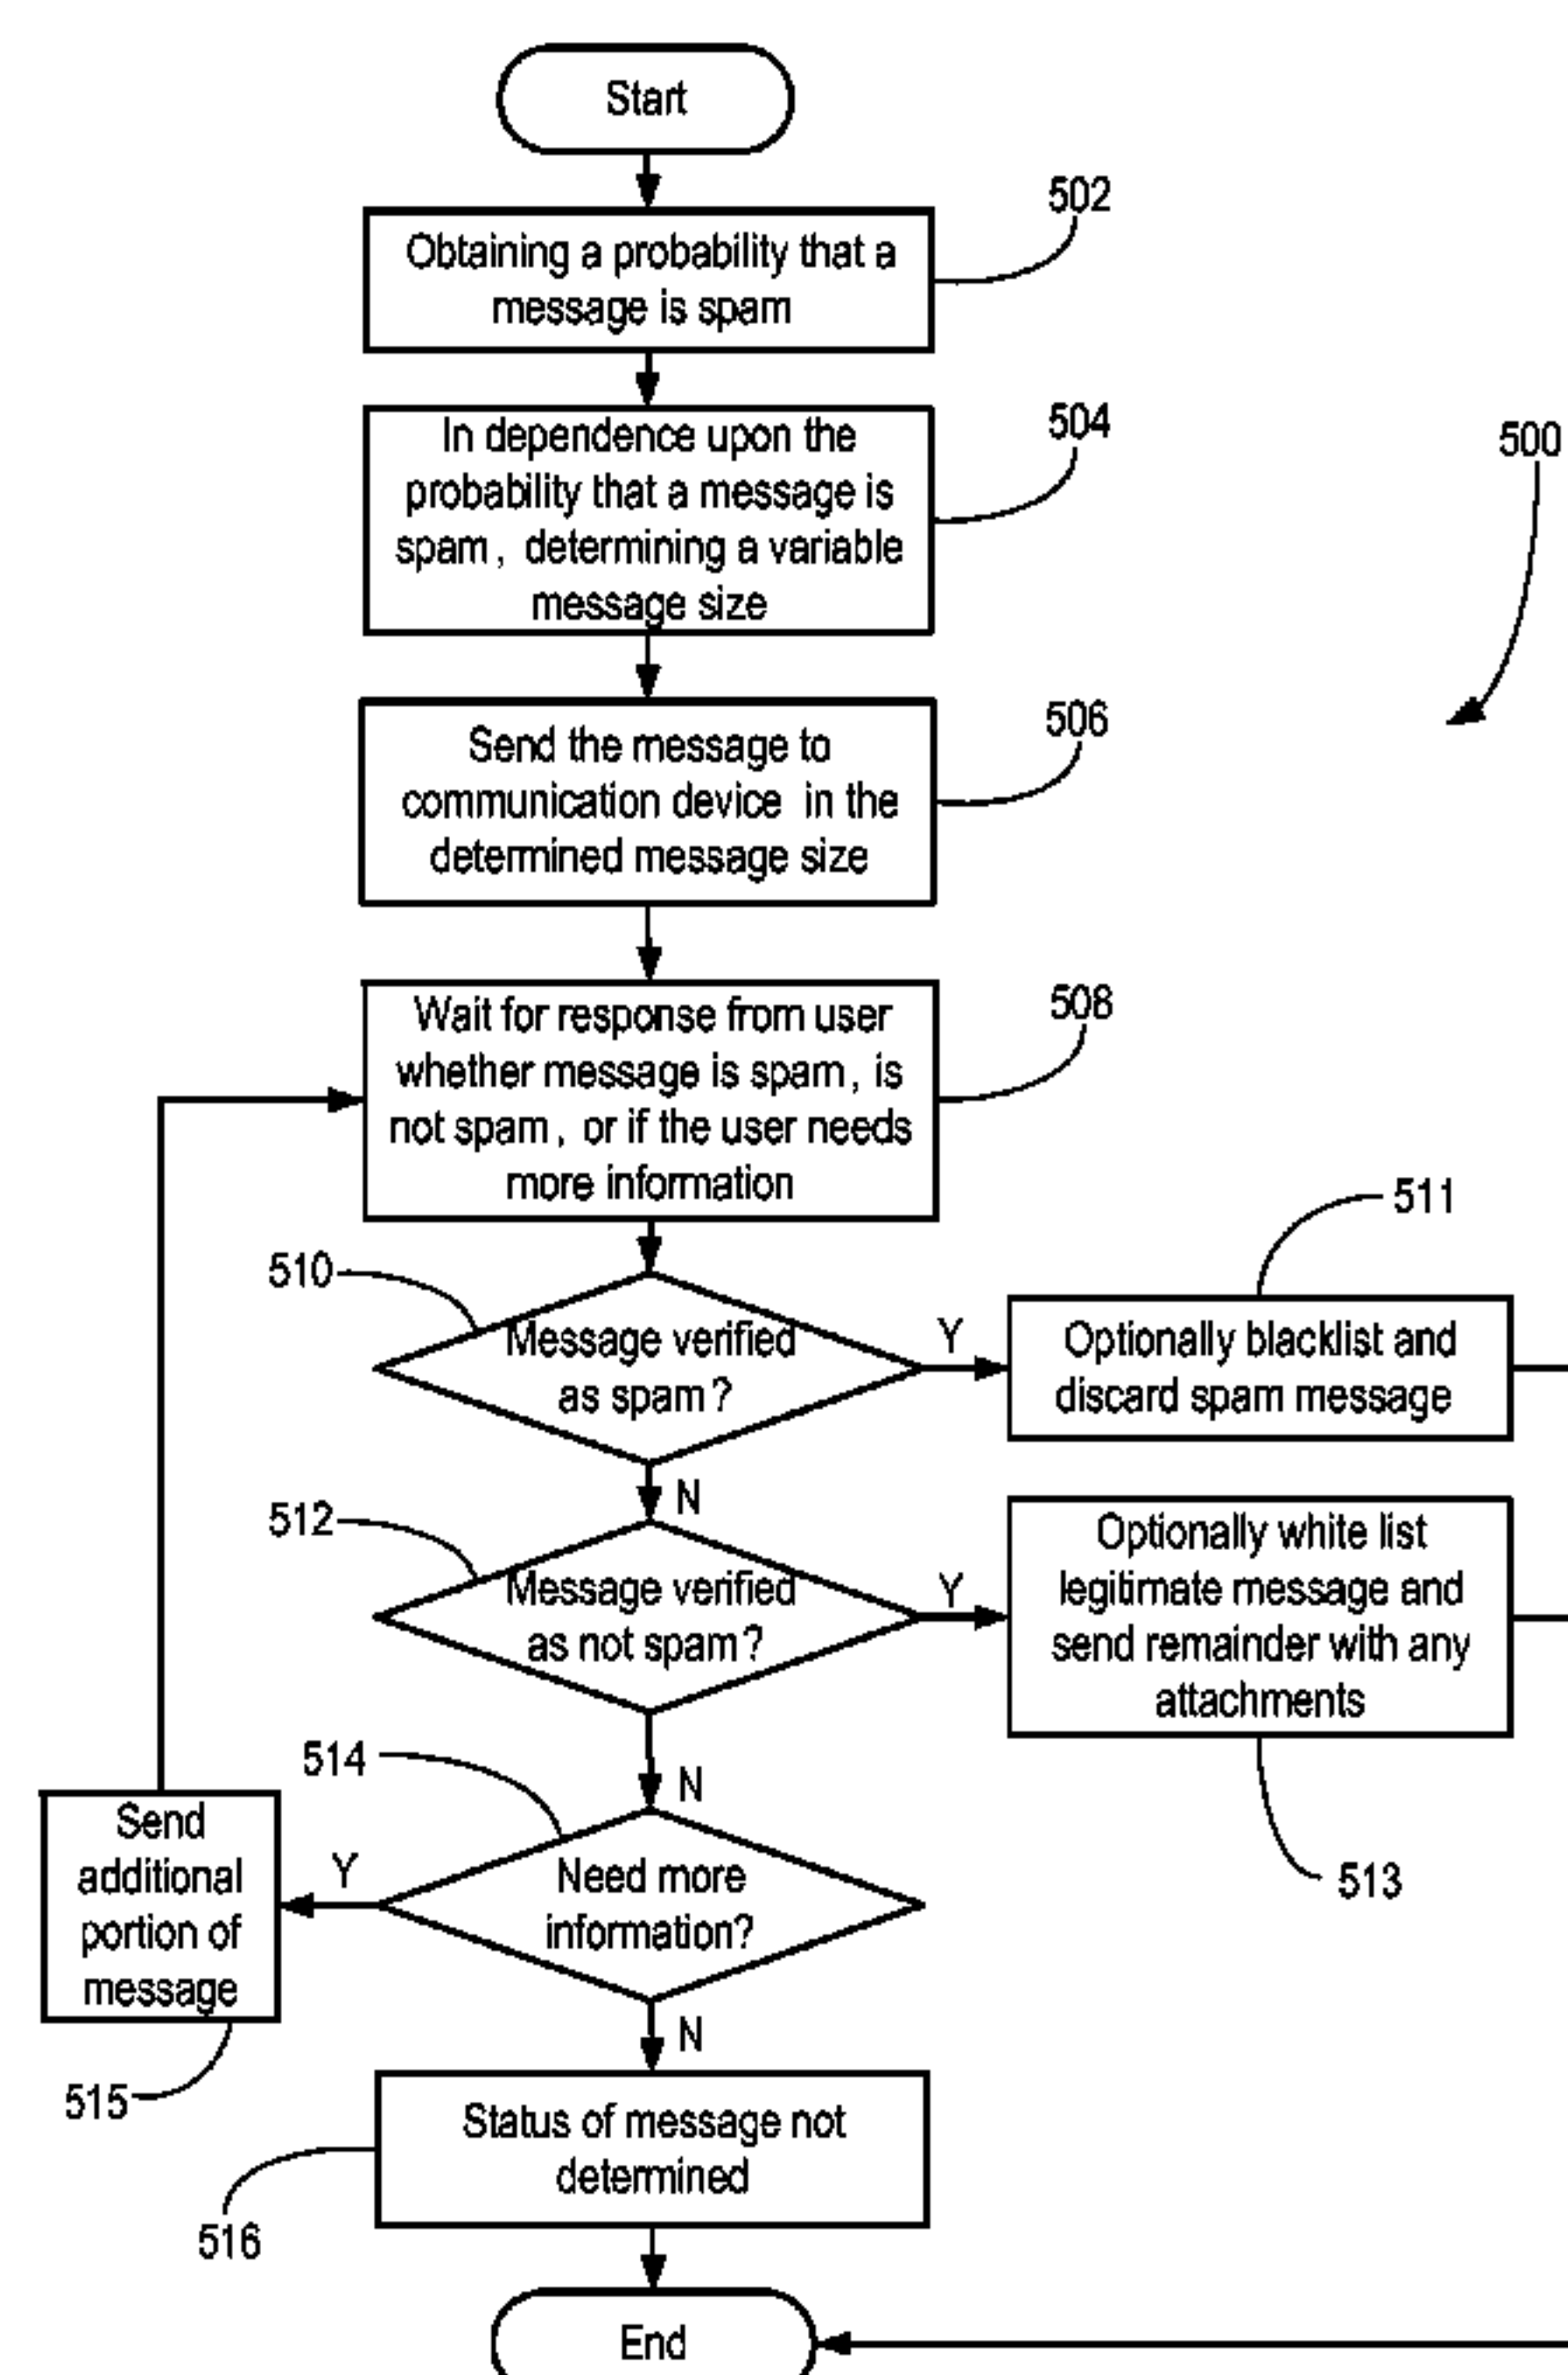 Start
502
Obtaining a probability that a
message is spam
504
In dependence upon the
probability that a message is
spam, determining a variable
message size
500
506
Send the message to
communication device in the
determined message size
508
Wait for response from user
whether message is spam, is
not spam, or if the user needs
more information
511
510
Message verified
as spam?
Y
Optionally blacklist and
discard spam message
N
512
Message verified
as not spam?
Y
Optionally white list
legitimate message and
send remainder with any
attachments
514
N
513
Send
additional
portion of
message
Y
Need more
information?
N
515
Status of message not
determined
516
End